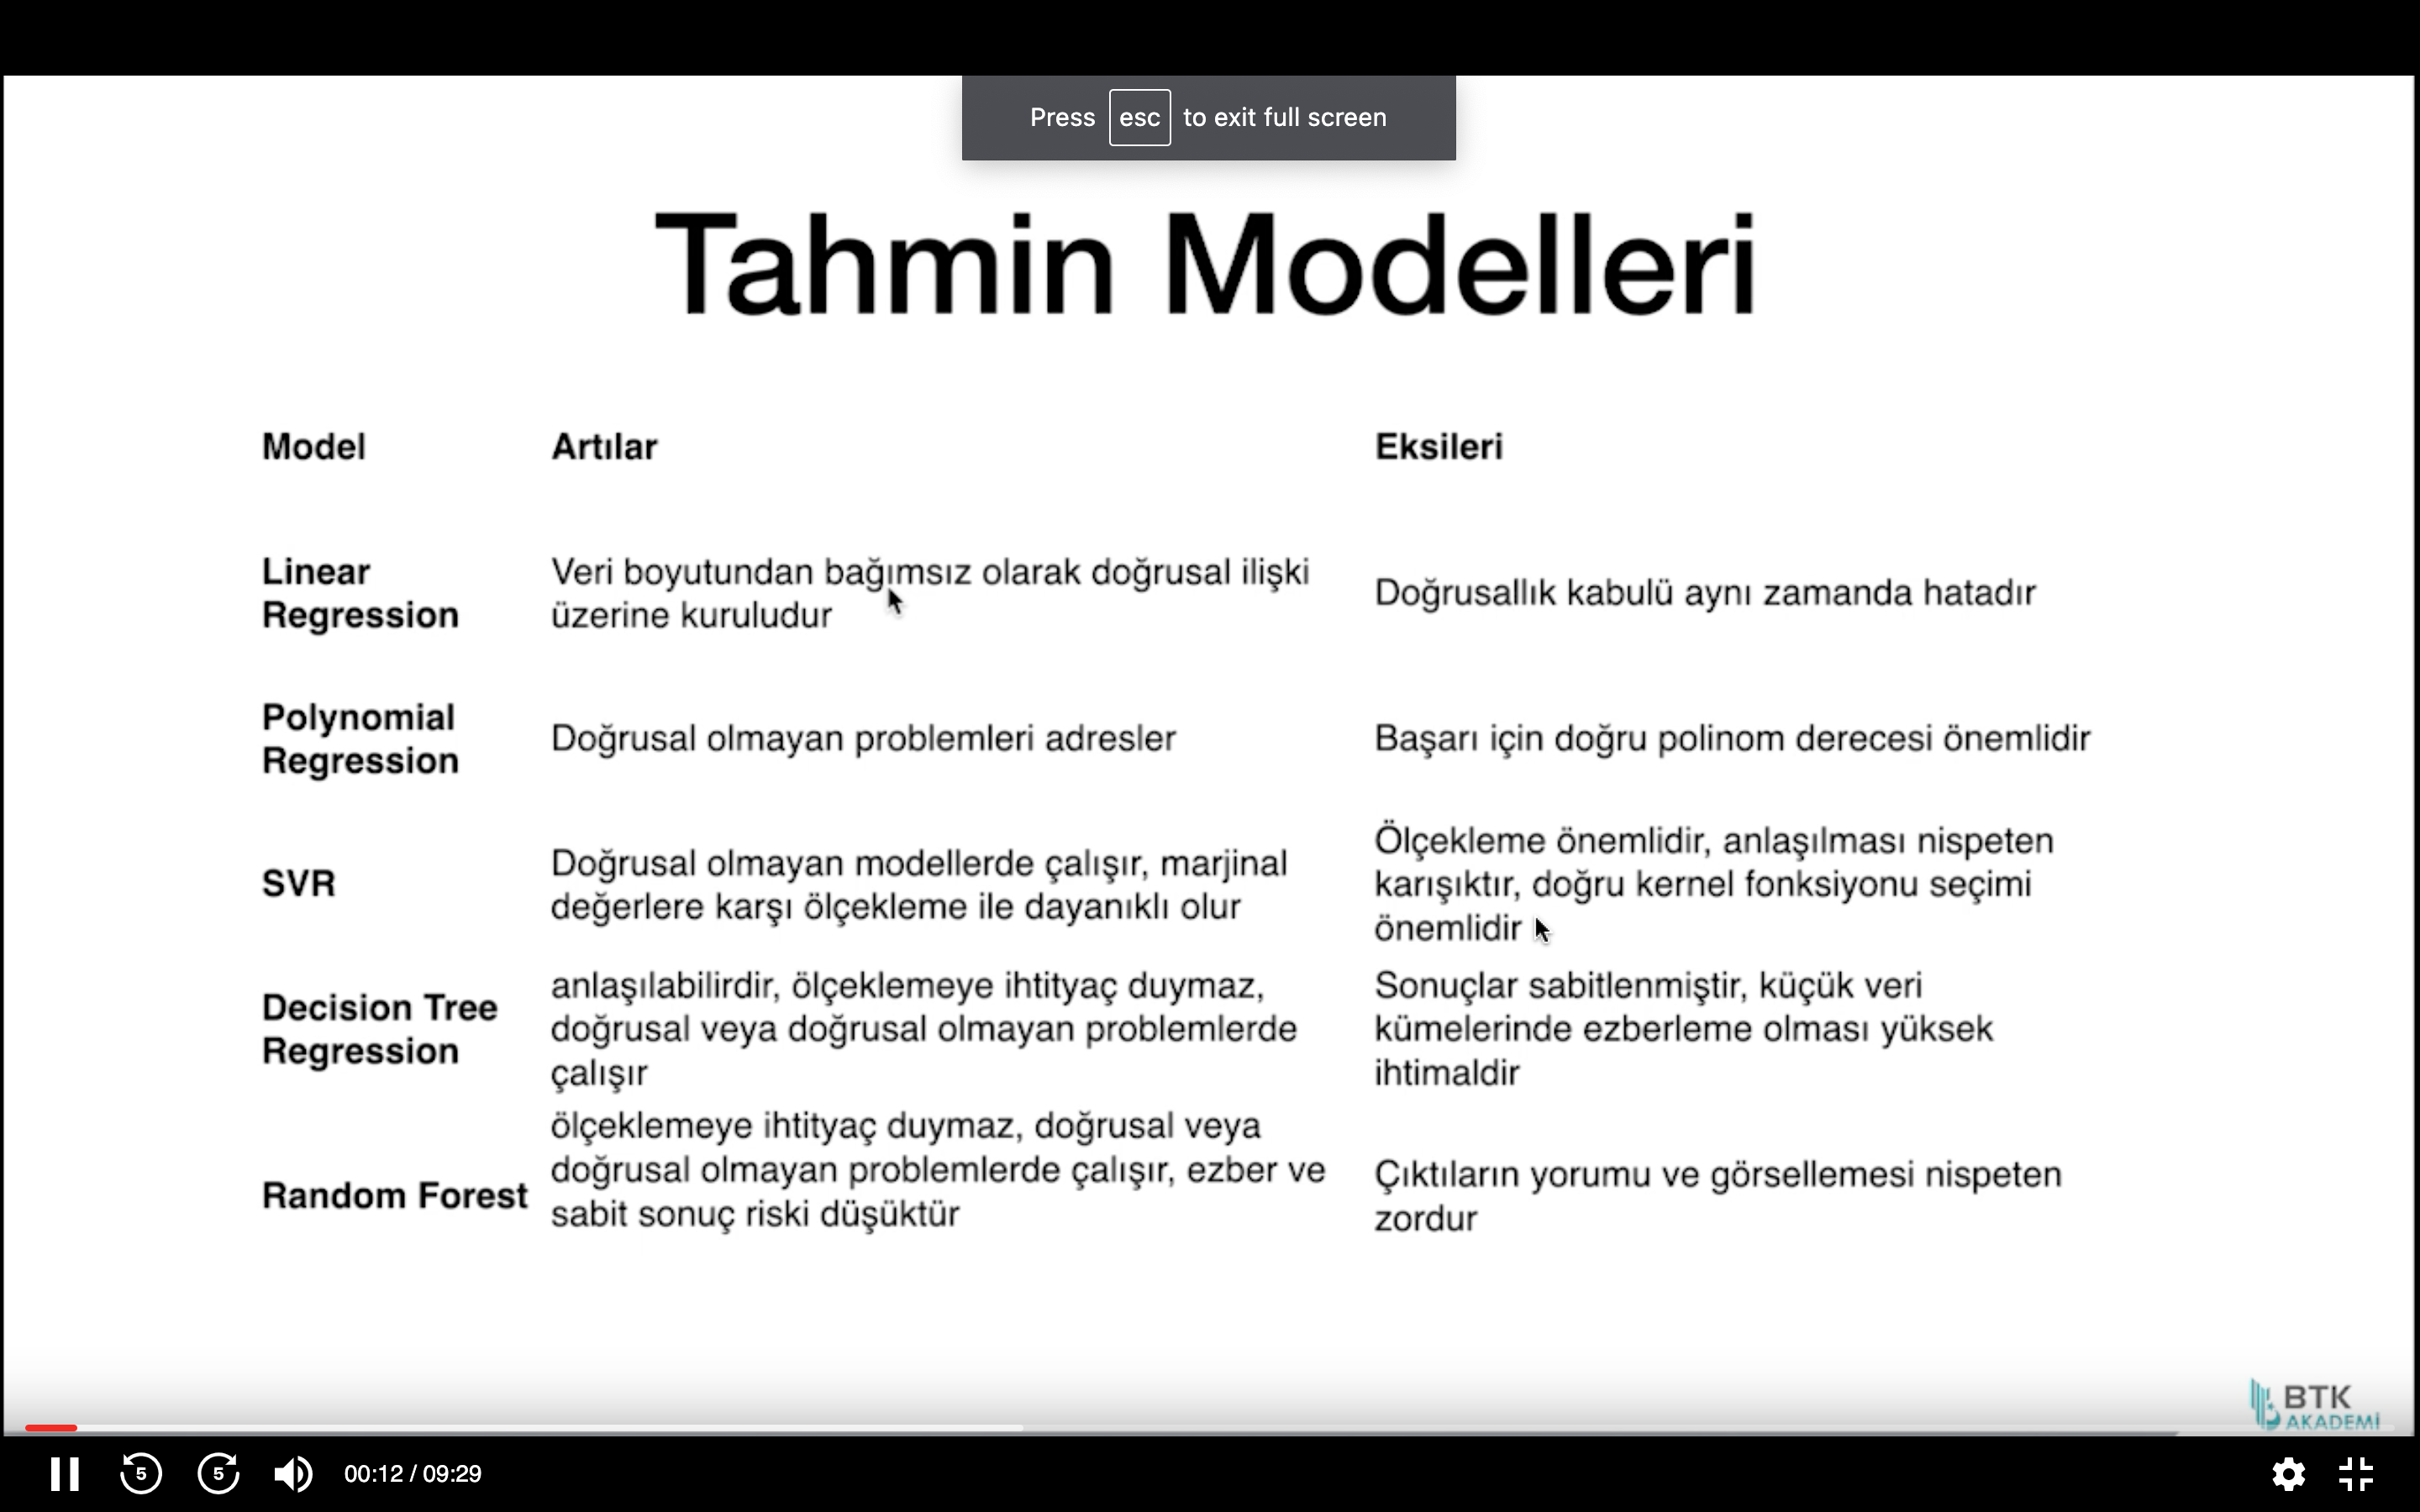 Press esc to exit full screen
Tahmin Modelleri
Model Artılar Eksileri
Linear
Regression
Veri boyutundan bağımsız olarak doğrusal ilişki
üzerine kuruludur
Doğrusallık kabulü aynı zamanda hatadır
Polynomial
Regression
Doğrusal olmayan problemleri adresler
Başarı için doğru polinom derecesi önemlidir
SVR
Doğrusal olmayan modellerde çalışır, marjinal
değerlere karşı ölçekleme ile dayanıklı olur
Ölçekleme önemlidir, anlaşılması nispeten
karışıktır, doğru kernel fonksiyonu seçimi
önemlidir
Decision Tree
Regression
anlaşılabilirdir, ölçeklemeye ihtityaç duymaz,
doğrusal veya doğrusal olmayan problemlerde
çalışır
Sonuçlar sabitlenmiştir, küçük veri
kümelerinde ezberleme olması yüksek
ihtimaldir
Random Forest
ölçeklemeye ihtityaç duymaz, doğrusal veya
doğrusal olmayan problemlerde çalışır, ezber ve
sabit sonuç riski düşüktür
Çıktıların yorumu ve görsellemesi nispeten
zordur
BTK
AKADEMİ
5 5 00:12 / 09:29